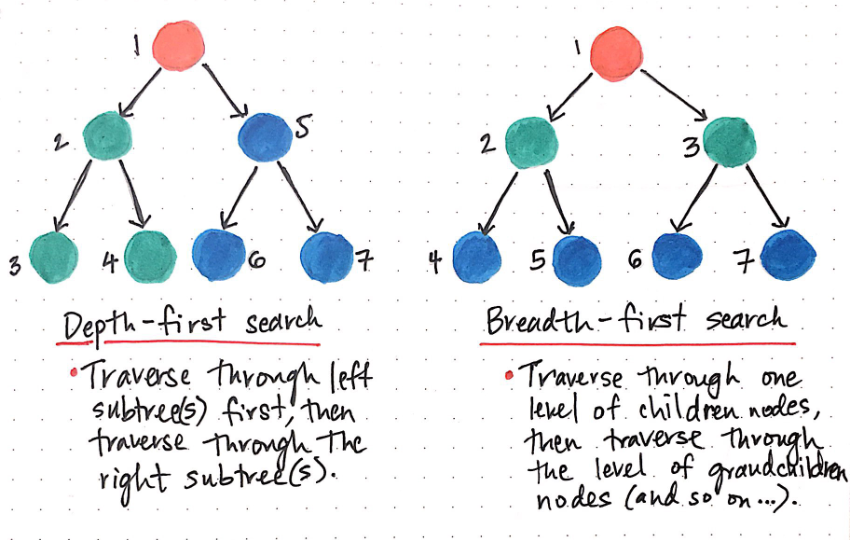 1
2
5
3
4
6
7
Depth-first search
• Traverse through left
subtree(s) first, then
traverse through the
right subtree(s).
1
2
3
4
5
6
7
Breadth-first search
• Traverse through one
level of children nodes,
then traverse through
the level of grandchildren
nodes (and so on...).